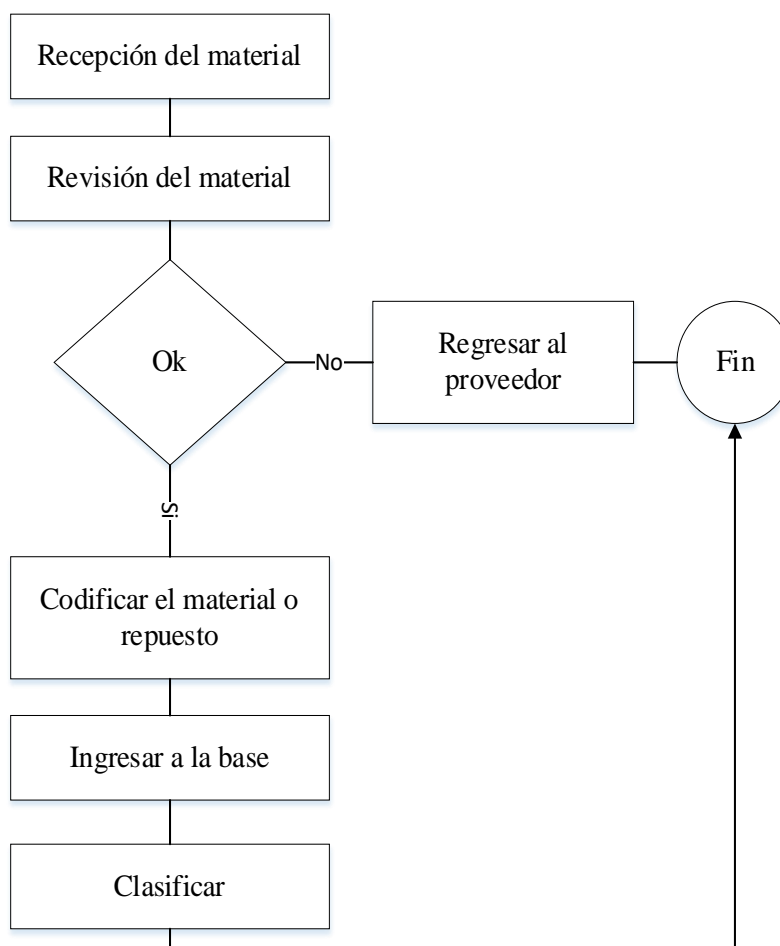 Recepción del material
Revisión del material
Ok
No
Regresar al
proveedor
Fin
Si
Codificar el material o
repuesto
Ingresar a la base
Clasificar